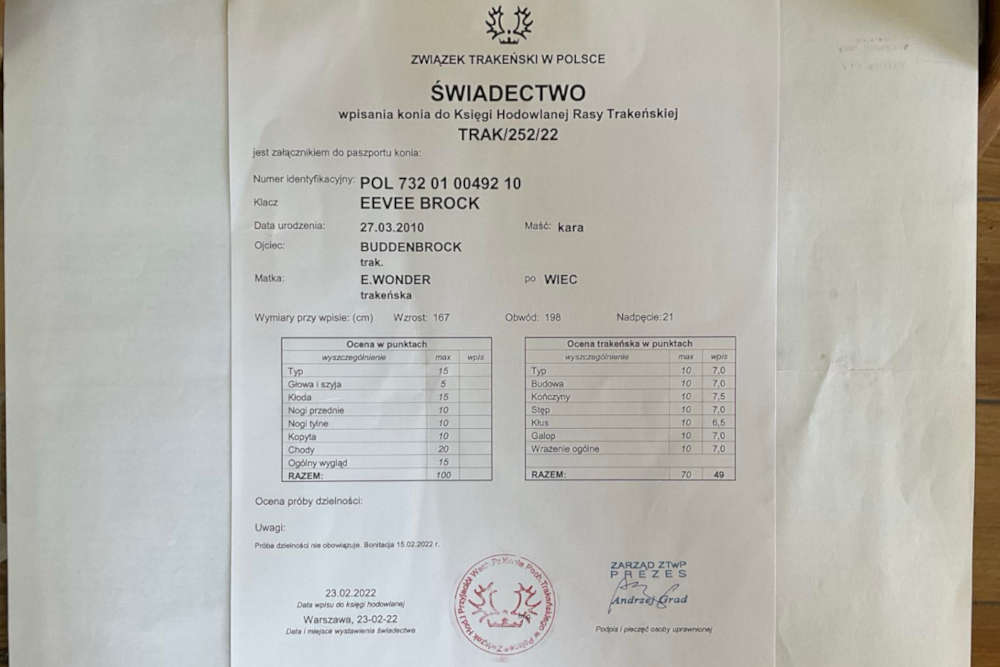 ZWIĄZEK TRAKEŃSKI W POLSCE
ŚWIADECTWO
wpisania konia do Księgi Hodowlanej Rasy Trakeńskiej
TRAK/252/22
jest załącznikiem do paszportu konia:
Numer identyfikacyjny: POL 732 01 00492 10
Klacz EEVEE BROCK
Data urodzenia: 27.03.2010 Maść: kara
Ojciec: BUDDENBROCK
trak.
Matka: E.WONDER po WIEC
trakeńska
Wymiary przy wpisie: (cm) Wzrost: 167 Obwód: 198 Nadpęcie: 21
Ocena w punktach
wyszczególnienie max wpis
Typ 15
Głowa i szyja 5
Kłoda 15
Nogi przednie 10
Nogi tylne 10
Kopyta 10
Chody 20
Ogólny wygląd 15
RAZEM: 100
Ocena trakeńska w punktach
wyszczególnienie max wpis
Typ 10 7,0
Budowa 10 7,0
Kończyny 10 7,5
Stęp 10 7,0
Kłus 10 6,5
Galop 10 7,0
Wrażenie ogólne 10 7,0
RAZEM: 70 49
Ocena próby dzielności:
Uwagi:
Próba dzielności nie obowiązuje. Bonitacja 15.02.2022 r.
23.02.2022
Data wpisu do księgi hodowlanej
Warszawa, 23-02-22
Data i miejsce wystawienia świadectwa
ZARZĄD ZTWP
PREZES
Andrzej Grad
Podpis i pieczęć osoby uprawnionej